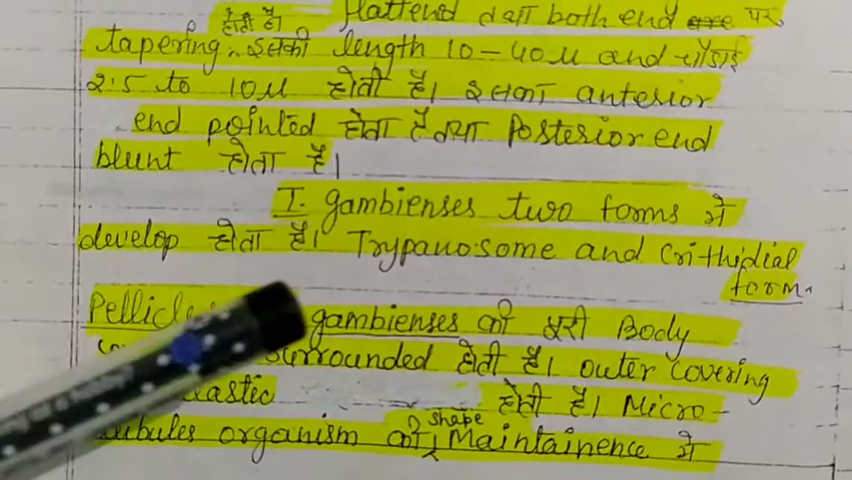 होती है।
flattend तथा both end पर
tapering. इसकी length 10-40µ and चौड़ाई
2.5 to 10µ होती है। इसका anterior
end pointed होता है तथा Posterior end
blunt होता है।
T. gambienses two forms में
develop होता है। Trypanosome and Crithidial
form.
Pellicle gambienses की पूरी Body
surrounded होती है। outer covering
lastic होती है। Micro-
shape
tubules organism की Maintainence में